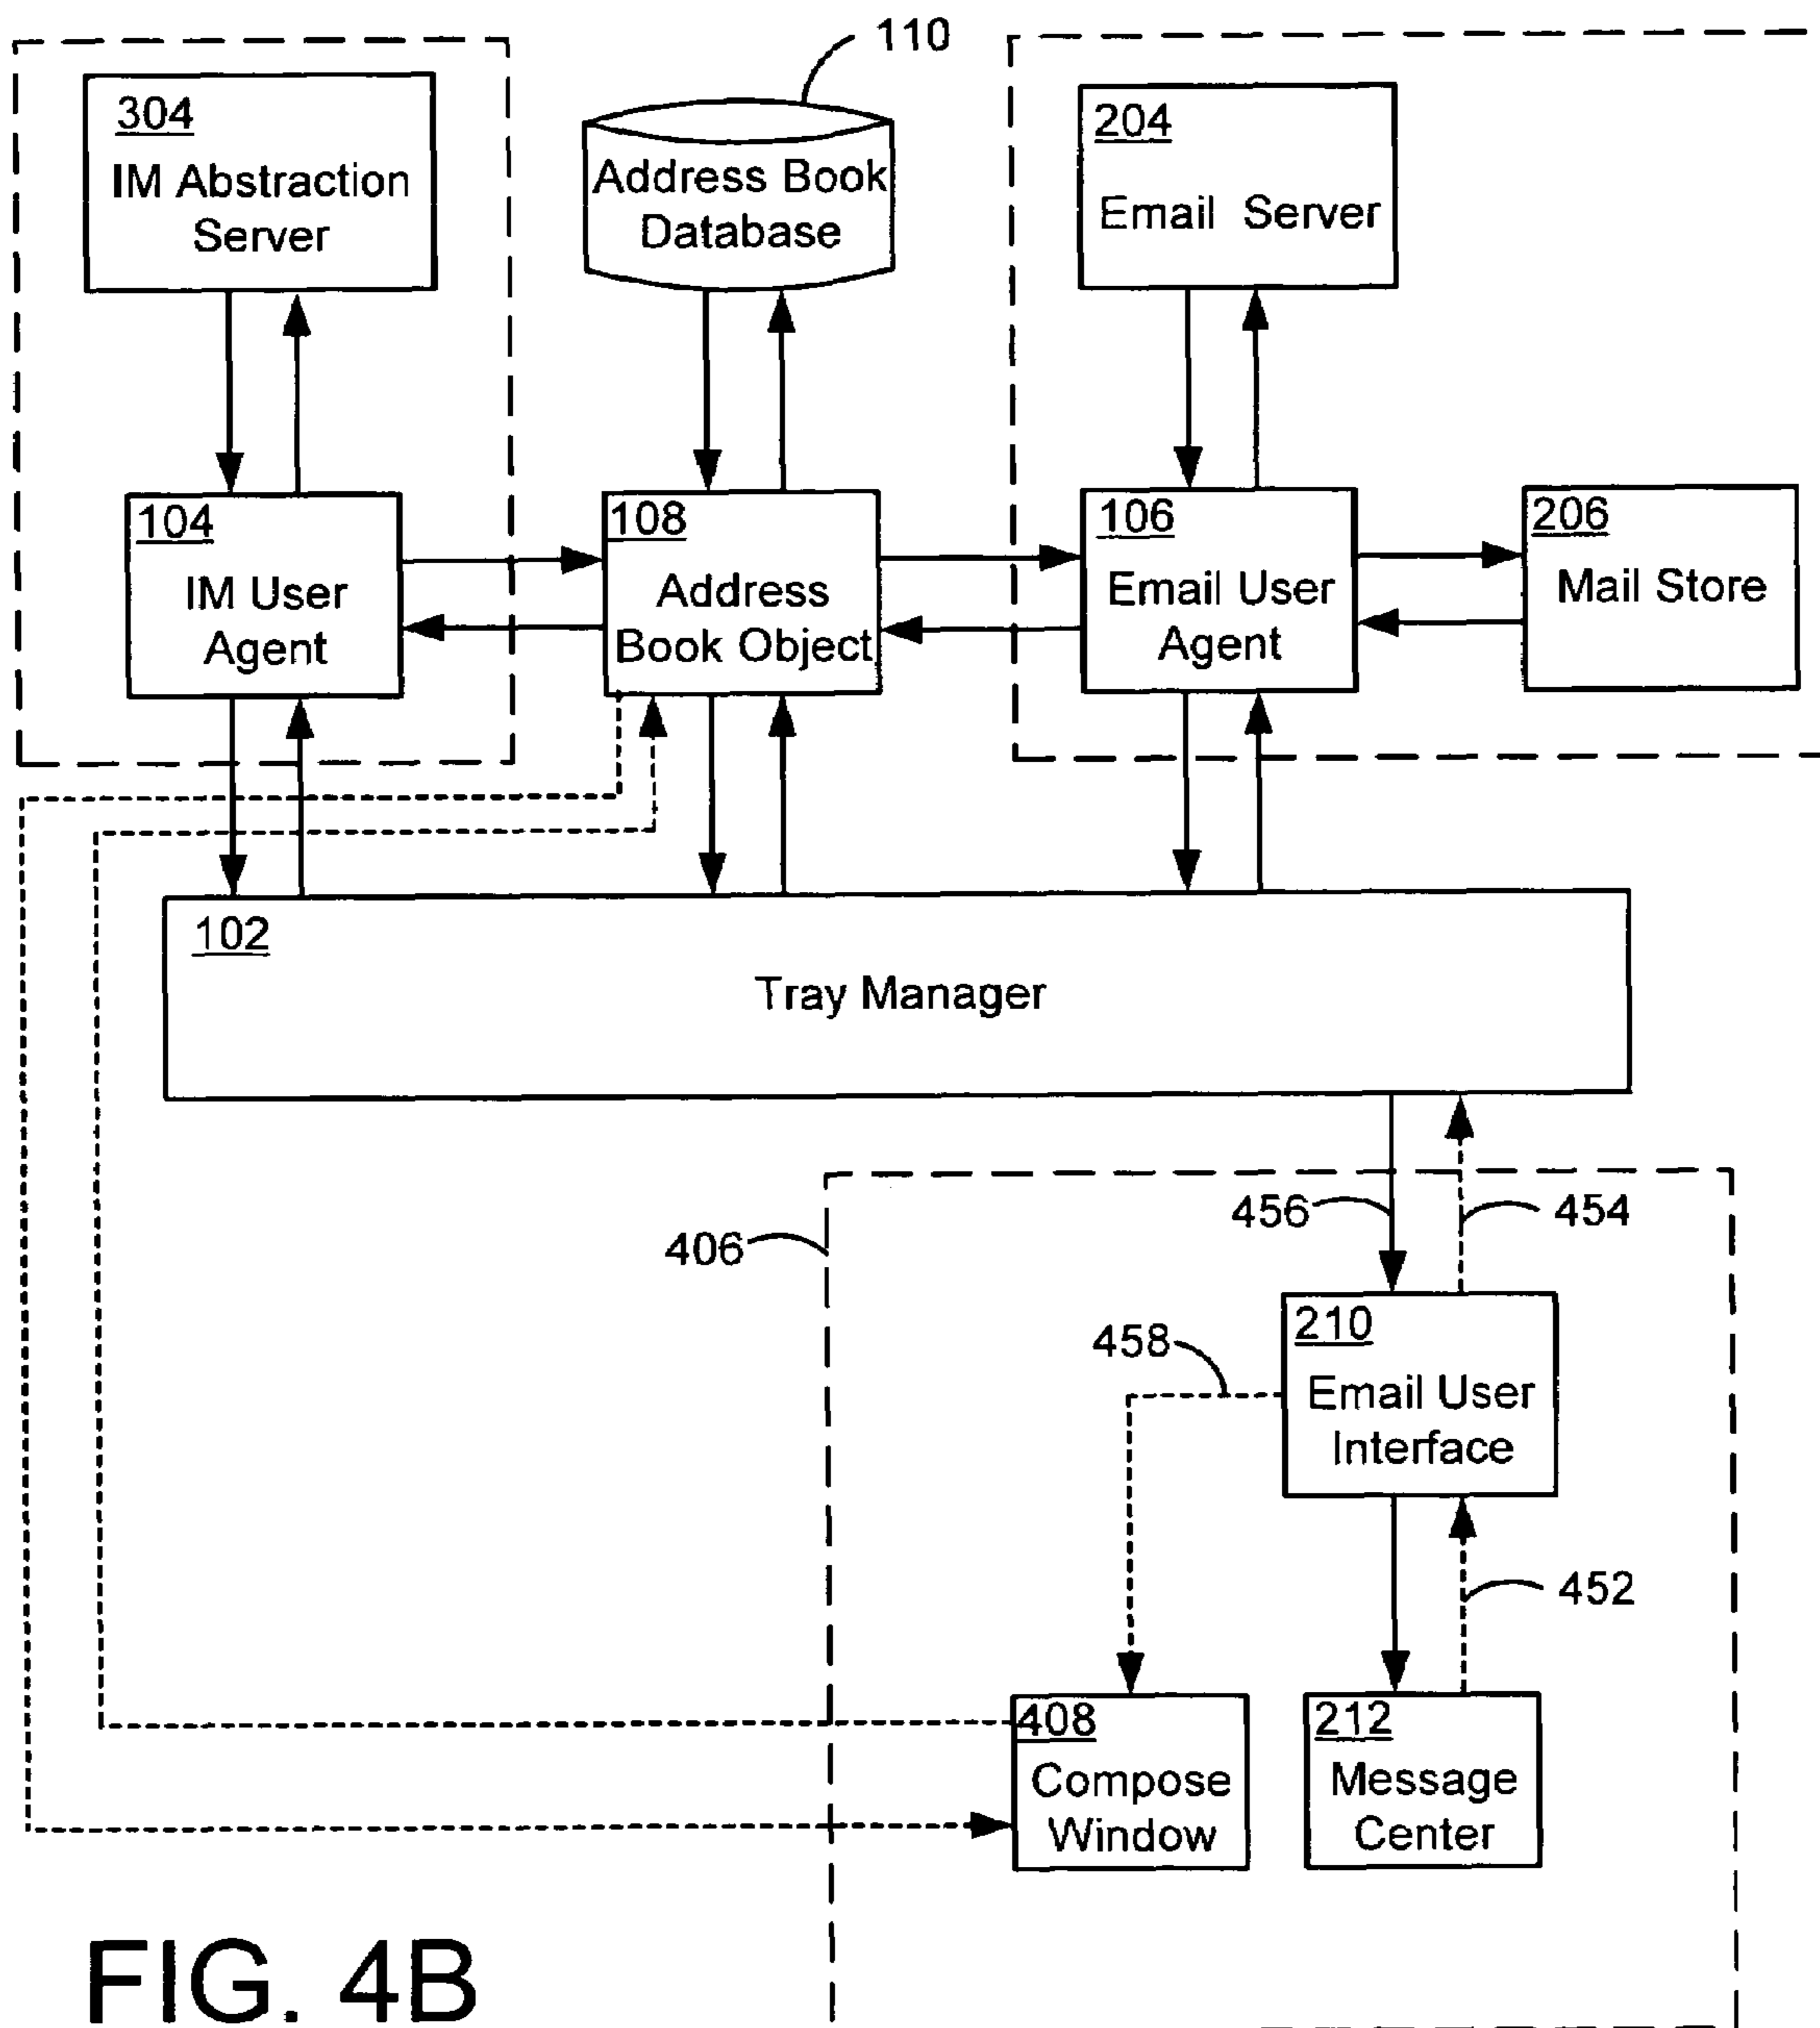 110
304
IM Abstraction
Server
Address Book
Database
204
Email Server
104
IM User
Agent
108
Address
Book Object
106
Email User
Agent
206
Mail Store
102
Tray Manager
456
454
406
210
Email User
Interface
458
452
408
Compose
Window
212
Message
Center
FIG. 4B